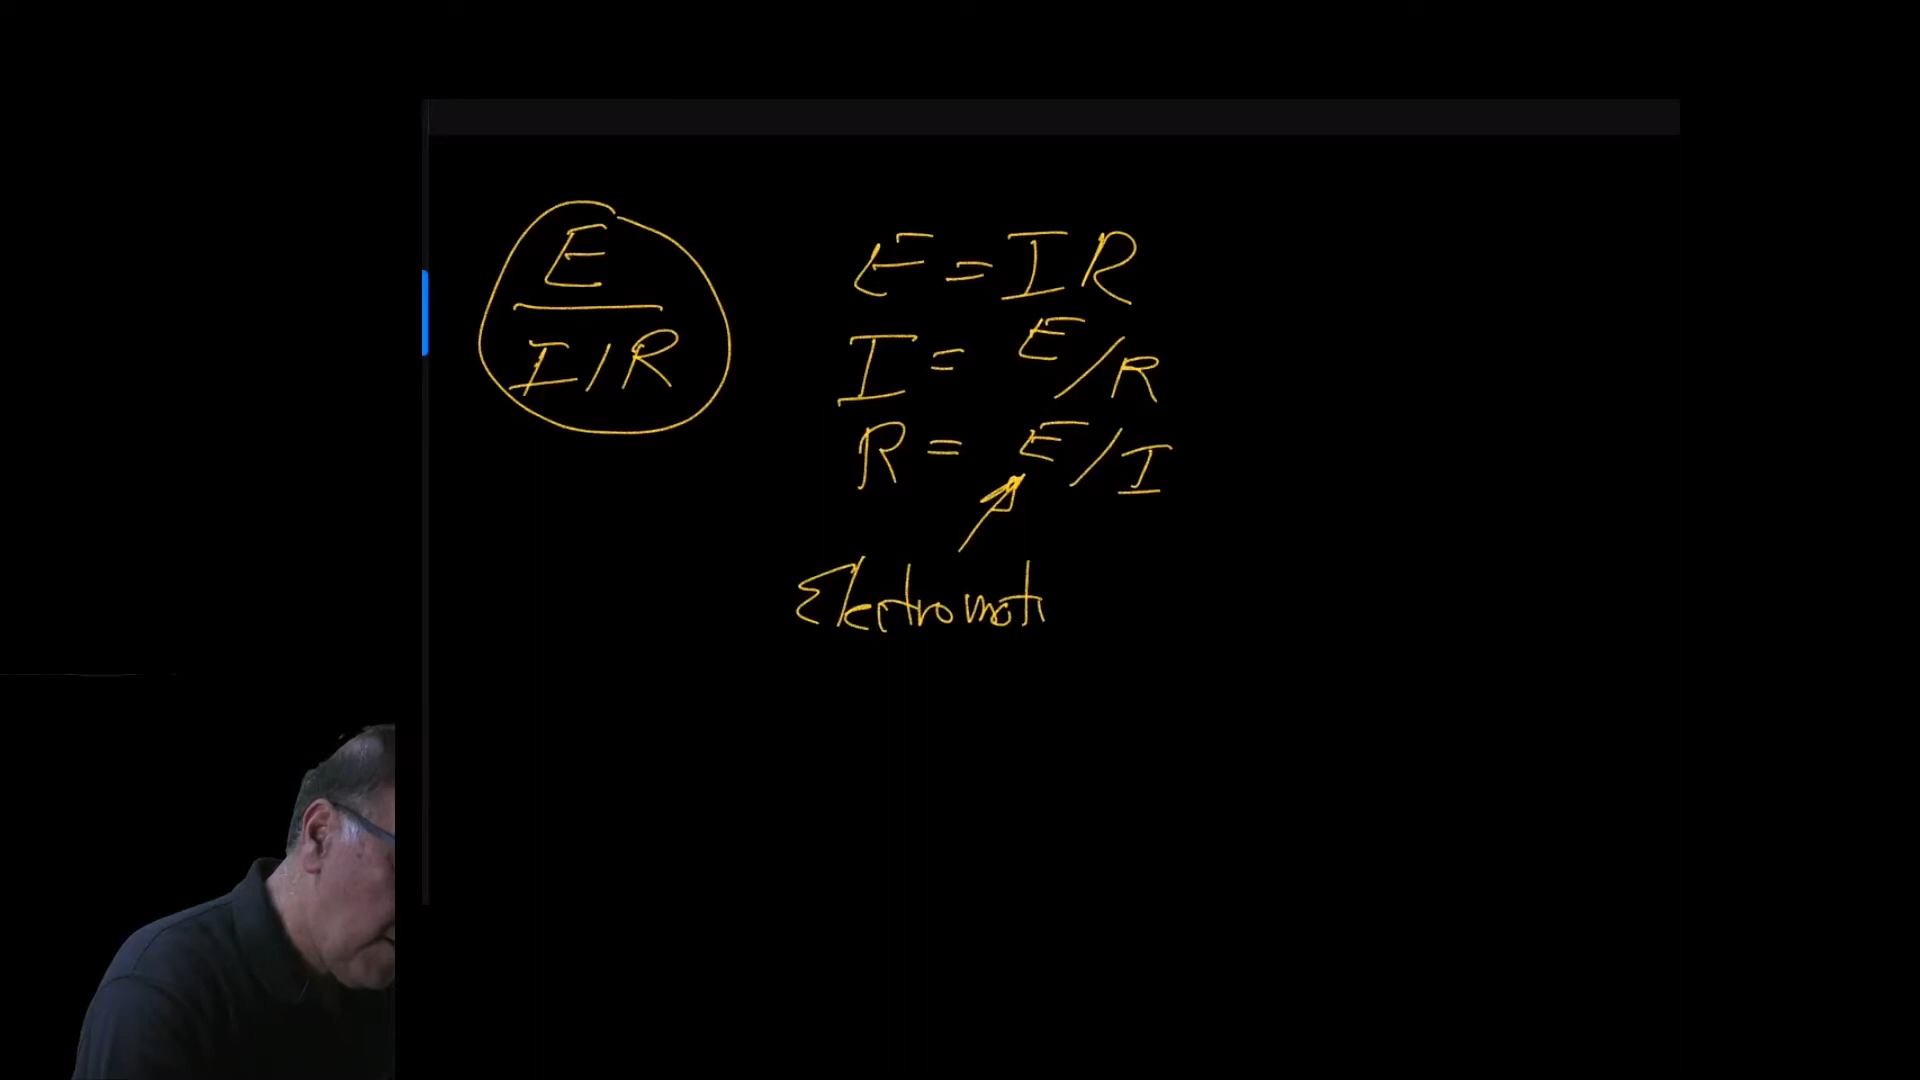 E
I/R
E = IR
I = E/R
R = E/I
Electromoti